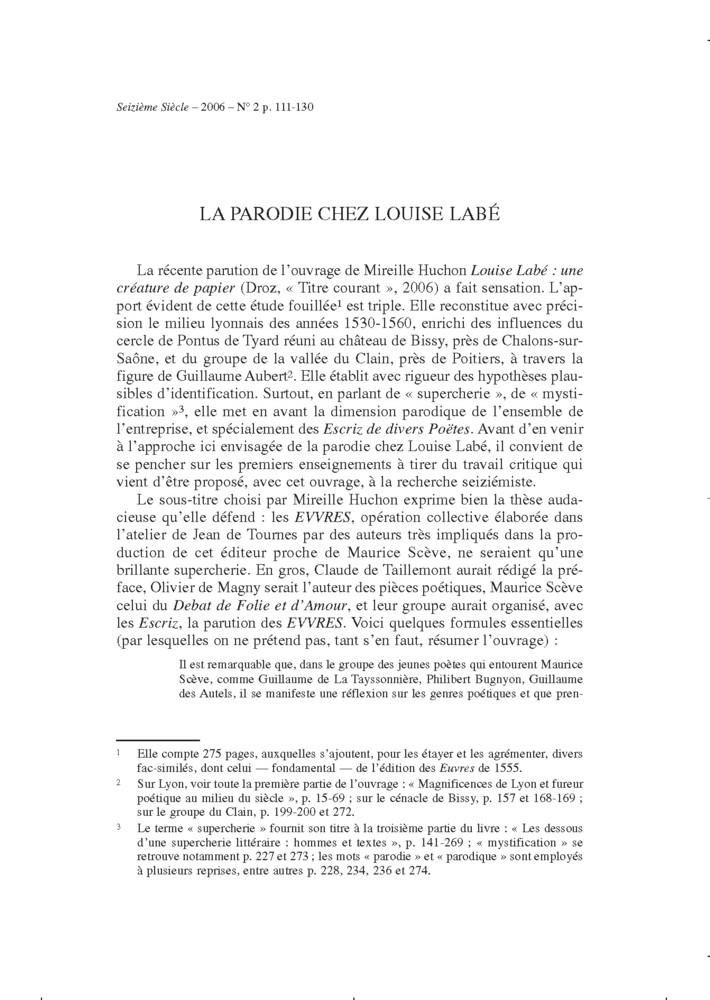 Seizième Siècle – 2006 – N° 2 p. 111-130
LA PARODIE CHEZ LOUISE LABÉ
La récente parution de l'ouvrage de Mireille Huchon Louise Labé : une
créature de papier (Droz, « Titre courant », 2006) a fait sensation. L'ap-
port évident de cette étude fouillée¹ est triple. Elle reconstitue avec préci-
sion le milieu lyonnais des années 1530-1560, enrichi des influences du
cercle de Pontus de Tyard réuni au château de Bissy, près de Chalons-sur-
Saône, et du groupe de la vallée du Clain, près de Poitiers, à travers la
figure de Guillaume Aubert². Elle établit avec rigueur des hypothèses plau-
sibles d'identification. Surtout, en parlant de « supercherie », de « mysti-
fication »³, elle met en avant la dimension parodique de l'ensemble de
l'entreprise, et spécialement des Escriz de divers Poëtes. Avant d'en venir
à l'approche ici envisagée de la parodie chez Louise Labé, il convient de
se pencher sur les premiers enseignements à tirer du travail critique qui
vient d'être proposé, avec cet ouvrage, à la recherche seiziémiste.
Le sous-titre choisi par Mireille Huchon exprime bien la thèse auda-
cieuse qu'elle défend : les EVVRES, opération collective élaborée dans
l'atelier de Jean de Tournes par des auteurs très impliqués dans la pro-
duction de cet éditeur proche de Maurice Scève, ne seraient qu'une
brillante supercherie. En gros, Claude de Taillemont aurait rédigé la pré-
face, Olivier de Magny serait l'auteur des pièces poétiques, Maurice Scève
celui du Debat de Folie et d'Amour, et leur groupe aurait organisé, avec
les Escriz, la parution des EVVRES. Voici quelques formules essentielles
(par lesquelles on ne prétend pas, tant s'en faut, résumer l'ouvrage) :
Il est remarquable que, dans le groupe des jeunes poètes qui entourent Maurice
Scève, comme Guillaume de La Tayssonnière, Philibert Bugnyon, Guillaume
des Autels, il se manifeste une réflexion sur les genres poétiques et que pren-
¹ Elle compte 275 pages, auxquelles s'ajoutent, pour les étayer et les agrémenter, divers
fac-similés, dont celui — fondamental — de l'édition des Euvres de 1555.
² Sur Lyon, voir toute la première partie de l'ouvrage : « Magnificences de Lyon et fureur
poétique au milieu du siècle », p. 15-69 ; sur le cénacle de Bissy, p. 157 et 168-169 ;
sur le groupe du Clain, p. 199-200 et 272.
³ Le terme « supercherie » fournit son titre à la troisième partie du livre : « Les dessous
d'une supercherie littéraire : hommes et textes », p. 141-269 ; « mystification » se
retrouve notamment p. 227 et 273 ; les mots « parodie » et « parodique » sont employés
à plusieurs reprises, entre autres p. 228, 234, 236 et 274.